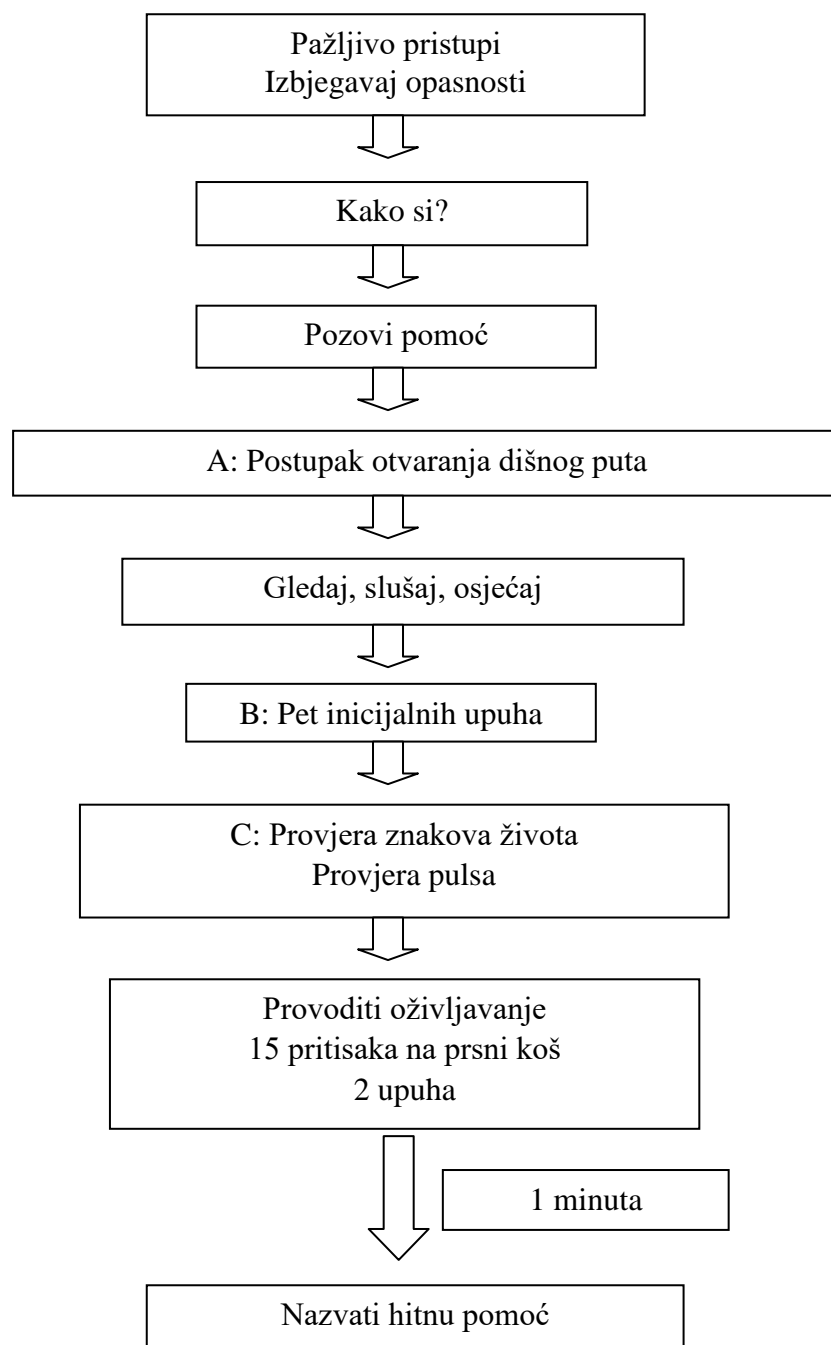 Pažljivo pristupi
Izbjegavaj opasnosti
Kako si?
Pozovi pomoć
A: Postupak otvaranja dišnog puta
Gledaj, slušaj, osjećaj
B: Pet inicijalnih upuha
C: Provjera znakova života
Provjera pulsa
Provoditi oživljavanje
15 pritisaka na prsni koš
2 upuha
1 minuta
Nazvati hitnu pomoć